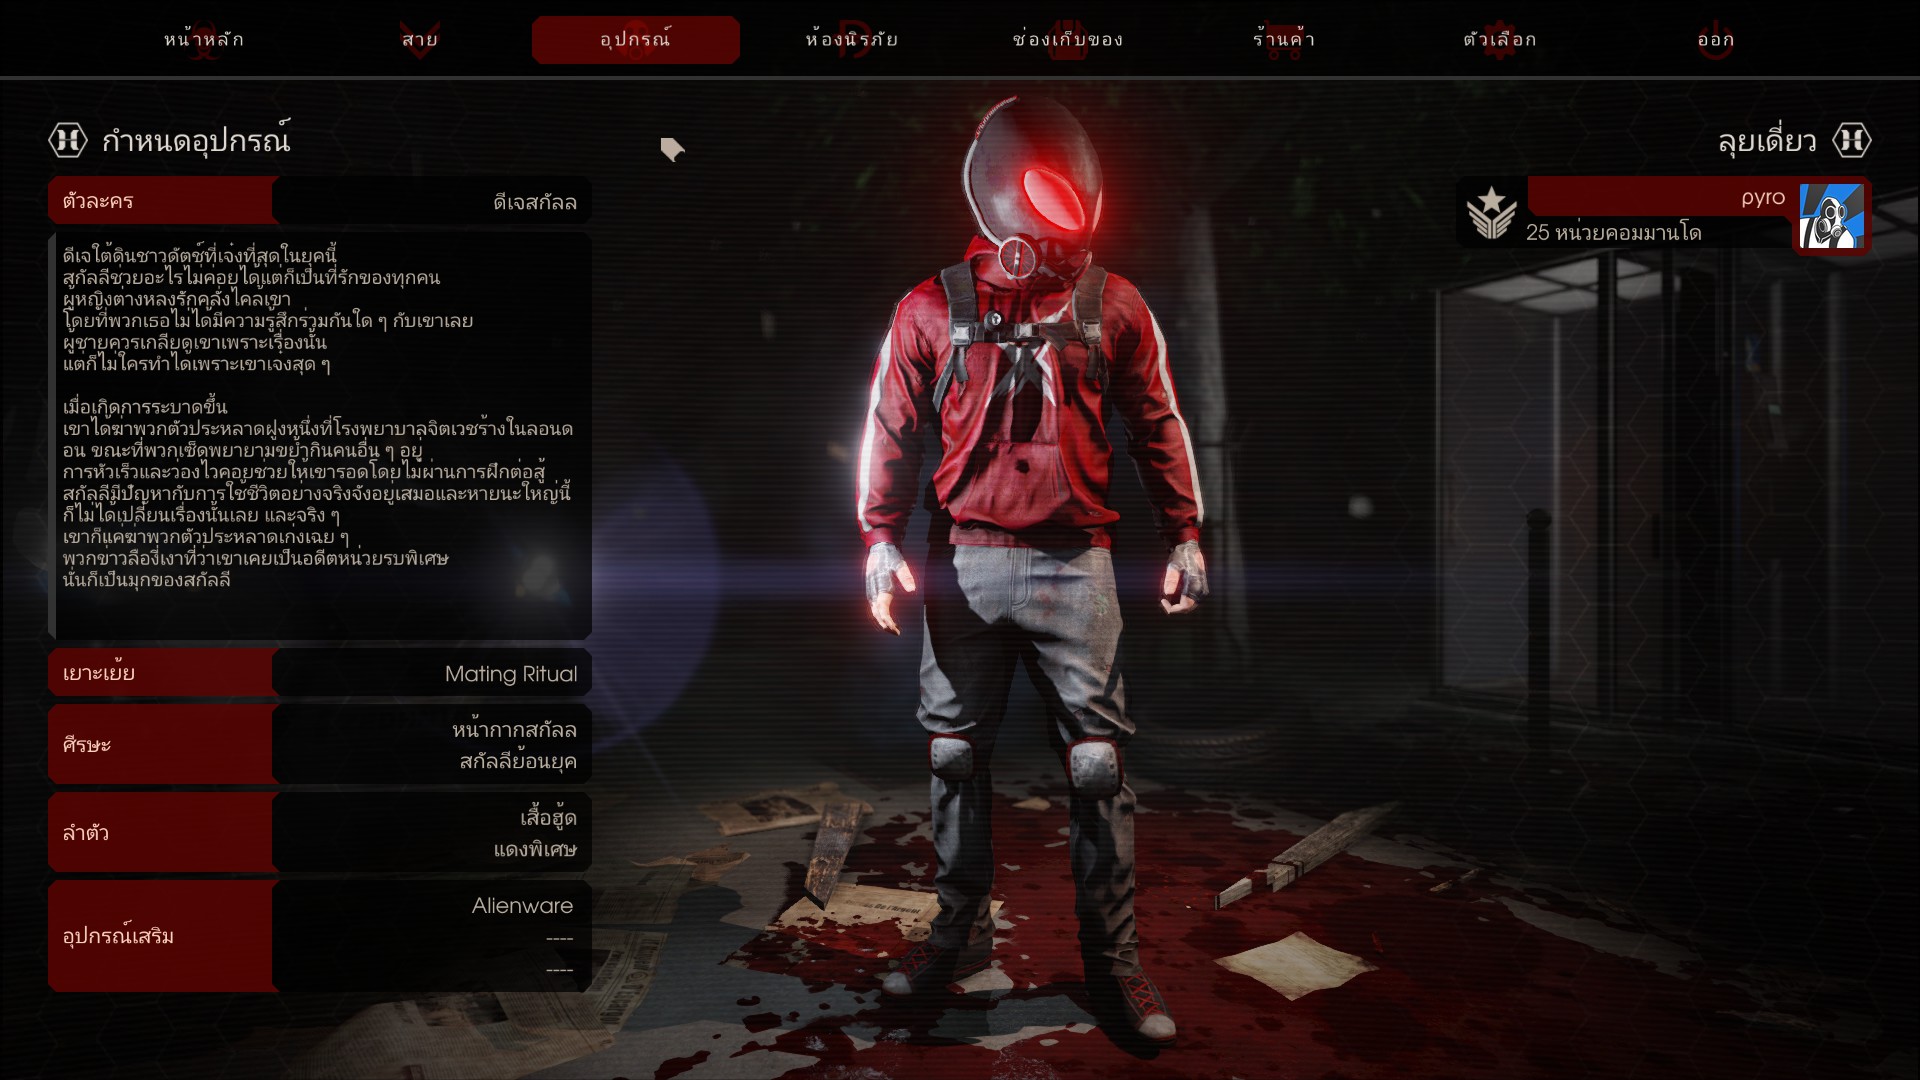 หน้าหลัก
สาย
อุปกรณ์
ห้องนิรภัย
ช่องเก็บของ
ร้านค้า
ตัวเลือก
ออก
กำหนดอุปกรณ์
ลุยเดี่ยว
ตัวละคร
ดีเจสกัลล
pyro
25 หน่วยคอมมานโด
ดีเจใต้ดินชาวดัตช์ที่เจ๋งที่สุดในยุคนี้
สกัลลีช่วยอะไรไม่ค่อยได้แต่ก็เป็นที่รักของทุกคน
ผู้หญิงต่างหลงรักคลั่งไคล้เขา
โดยที่พวกเธอไม่ได้มีความรู้สึกร่วมกันใด ๆ กับเขาเลย
ผู้ชายควรเกลียดเขาเพราะเรื่องนั้น
แต่ก็ไม่ใครทำได้เพราะเขาเจ๋งสุด ๆ
เมื่อเกิดการระบาดขึ้น
เขาได้ฆ่าพวกตัวประหลาดฝูงหนึ่งที่โรงพยาบาลจิตเวชร้างในลอนด
อน ขณะที่พวกเซ็ดพยายามขย้ำกินคนอื่น ๆ อยู่
การหัวเร็วและว่องไวคอยช่วยให้เขารอดโดยไม่ผ่านการฝึกต่อสู้
สกัลลีมีปัญหากับการใช้ชีวิตอย่างจริงจังอยู่เสมอและหายนะใหญ่นี้
ก็ไม่ได้เปลี่ยนเรื่องนั้นเลย และจริง ๆ
เขาก็แค่ฆ่าพวกตัวประหลาดเก่งเฉย ๆ
พวกข่าวลืองี่เง่าที่ว่าเขาเคยเป็นอดีตหน่วยรบพิเศษ
นั่นก็เป็นมุกของสกัลลี
เยาะเย้ย
Mating Ritual
ศีรษะ
หน้ากากสกัลล
สกัลลีย้อนยุค
ลำตัว
เสื้อฮู้ด
แดงพิเศษ
อุปกรณ์เสริม
Alienware
----
----